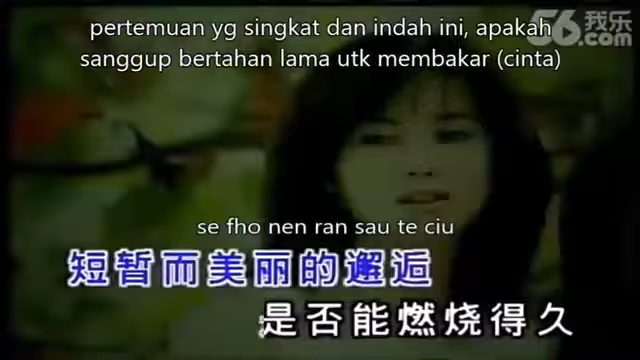 pertemuan yg singkat dan indah ini, apakah
sanggup bertahan lama utk membakar (cinta)
56我乐
.com
se fho nen ran sau te ciu
短暂而美丽的邂逅
是否能燃烧得久